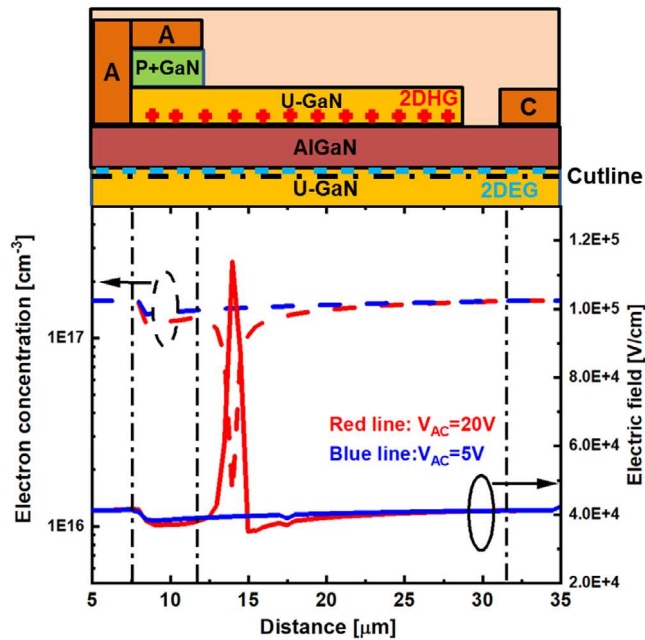 A
A
P+GaN
U-GaN
2DHG
C
AlGaN
Cutline
U-GaN
2DEG
Electron concentration [cm-3]
1E17
1E16
Red line: VAC=20V
Blue line:VAC=5V
1.2E+5
1.0E+5
8.0E+4
6.0E+4
4.0E+4
2.0E+4
Electric field [V/cm]
5
10
15
20
25
30
35
Distance [μm]